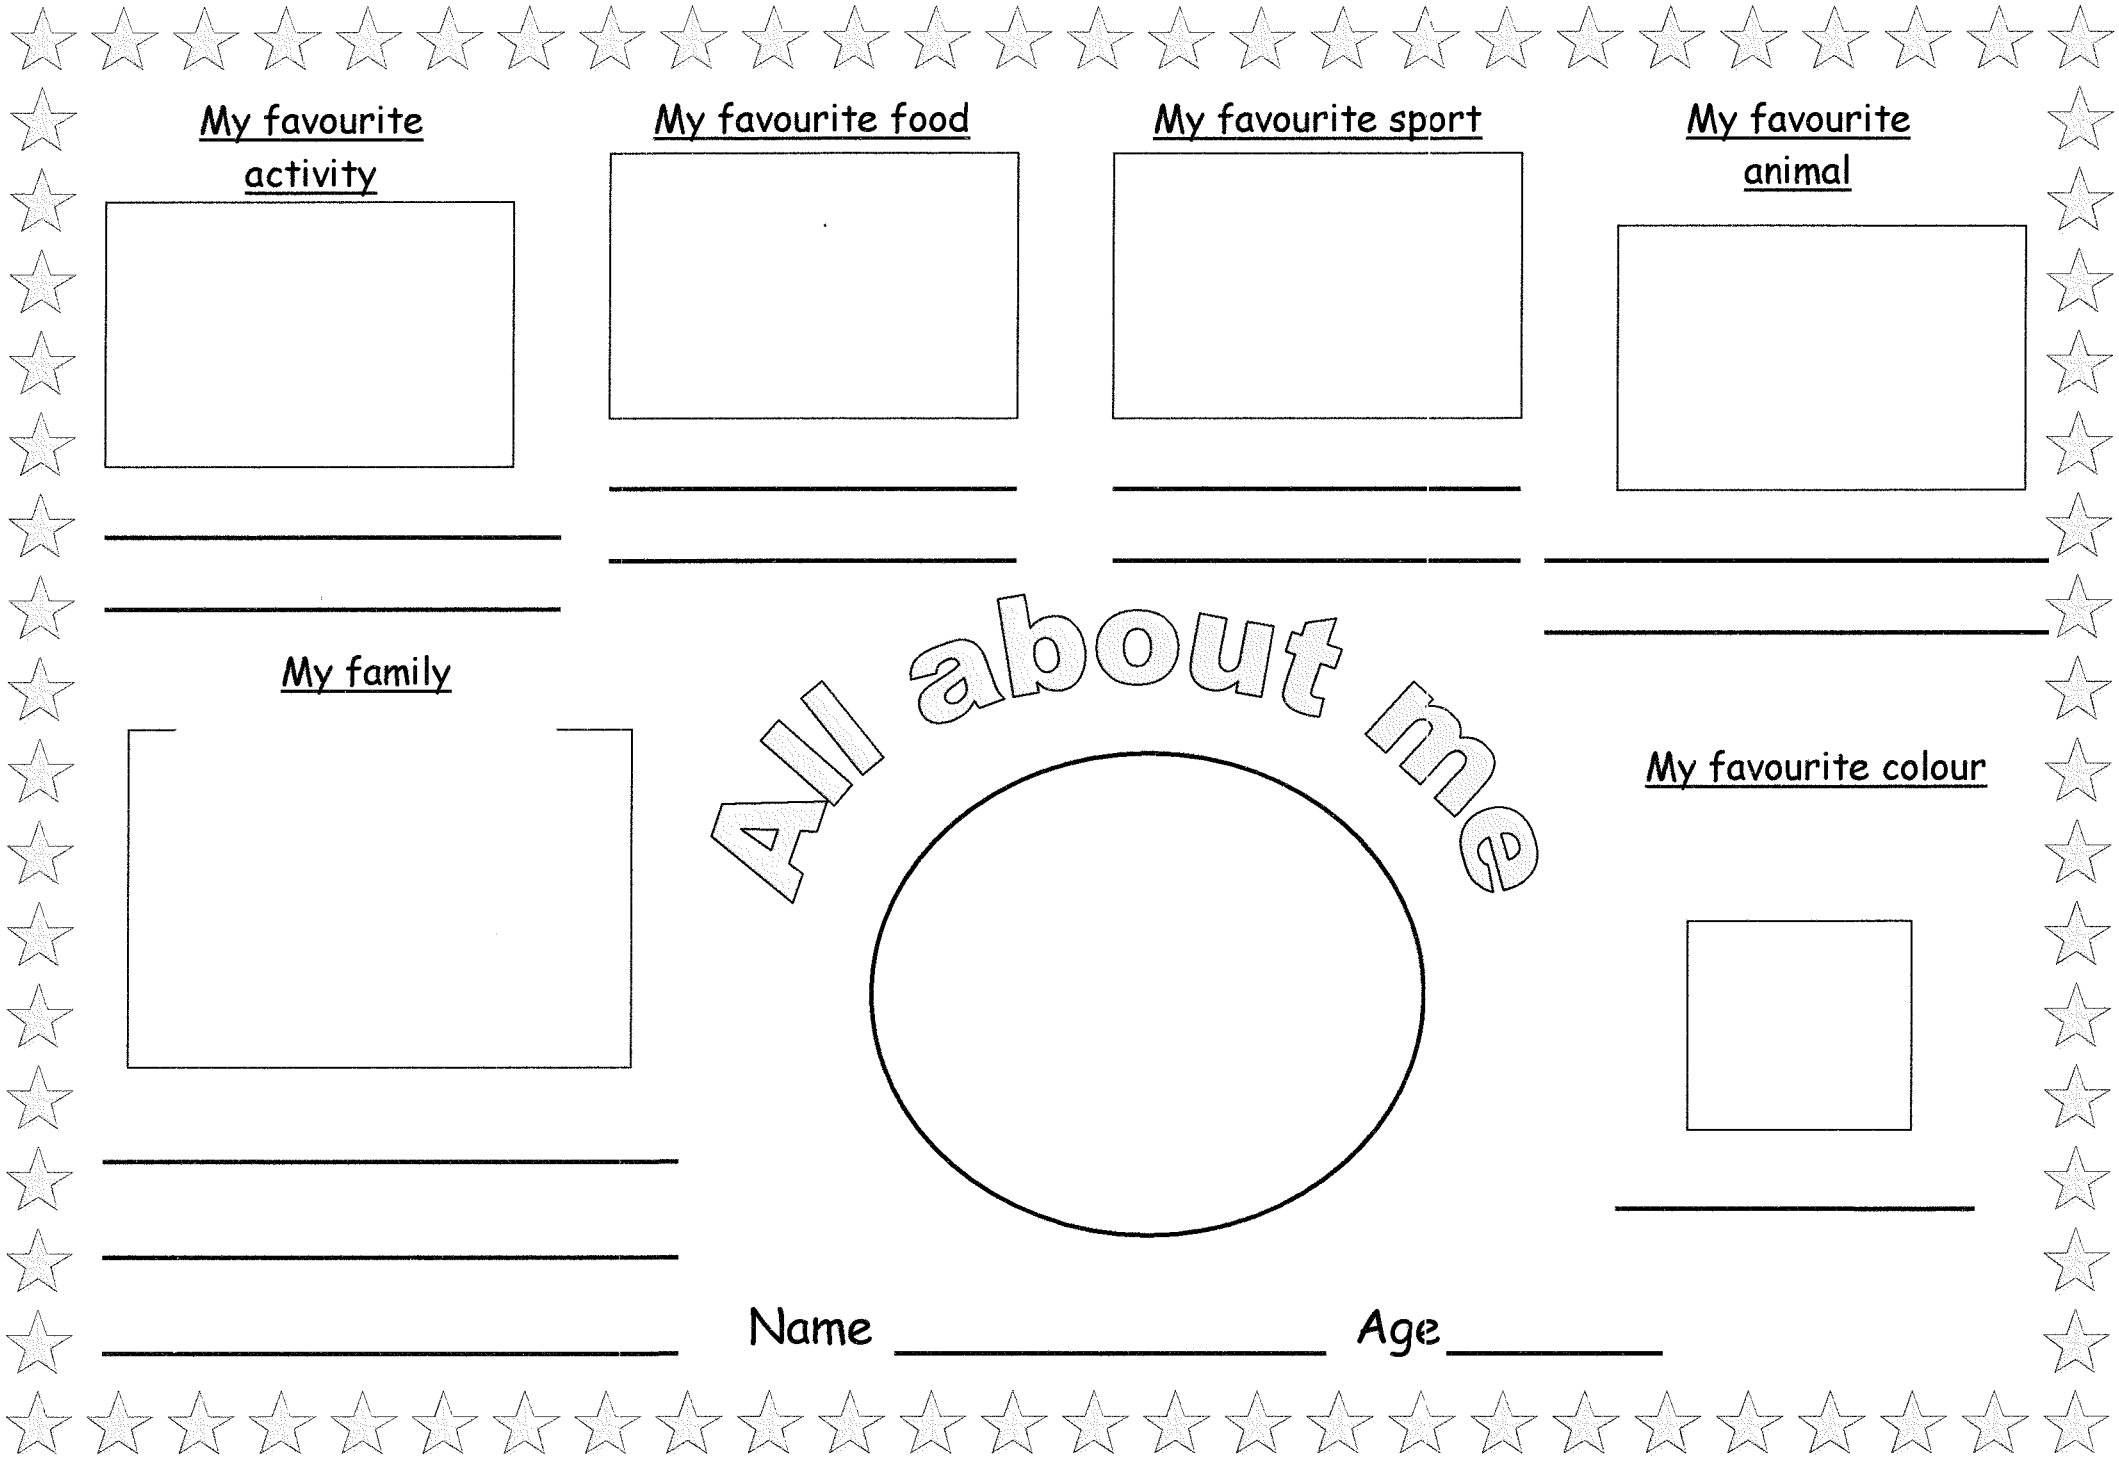 My favourite
activity
My favourite food
My favourite sport
My favourite
animal
My family
All about me
My favourite colour
Name
Age